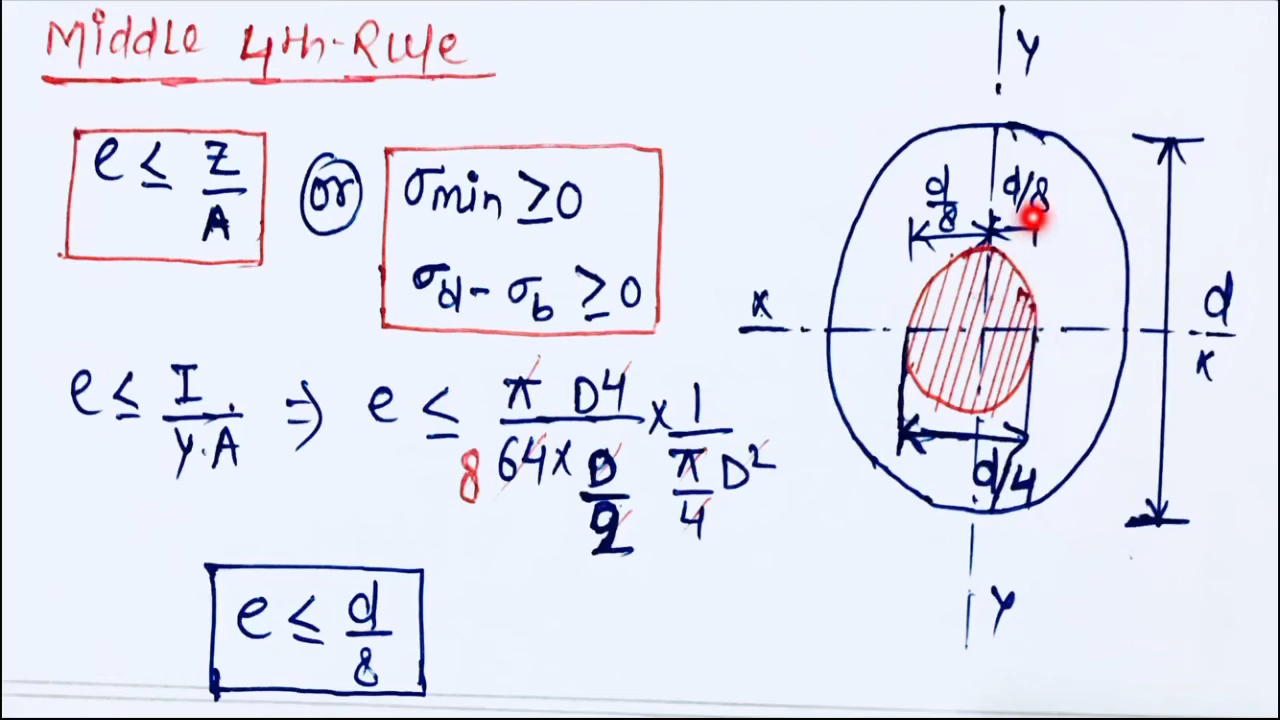 Middle 4th-Rule
e ≤ Z/A or σmin ≥ 0
σd - σb ≥ 0
e ≤ I/Y.A ⇒ e ≤ π D4/64 × D/2 × 1/π/4 D2
8
e ≤ d/8
Y
d/8 d/8
X
d
X
d/4
Y